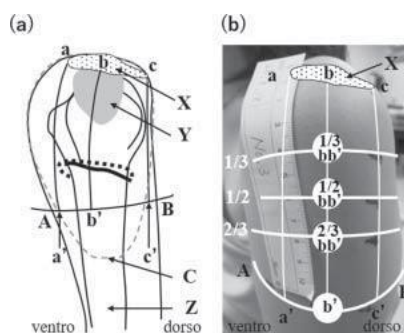 (a)
a
b
c
X
Y
A
b'
B
a'
c'
C
Z
ventro
dorso
(b)
b
X
a
c
1/3
1/3
bb'
1/2
1/2
bb'
2/3
2/3
bb'
A
b'
a'
c'
ventro
dorso